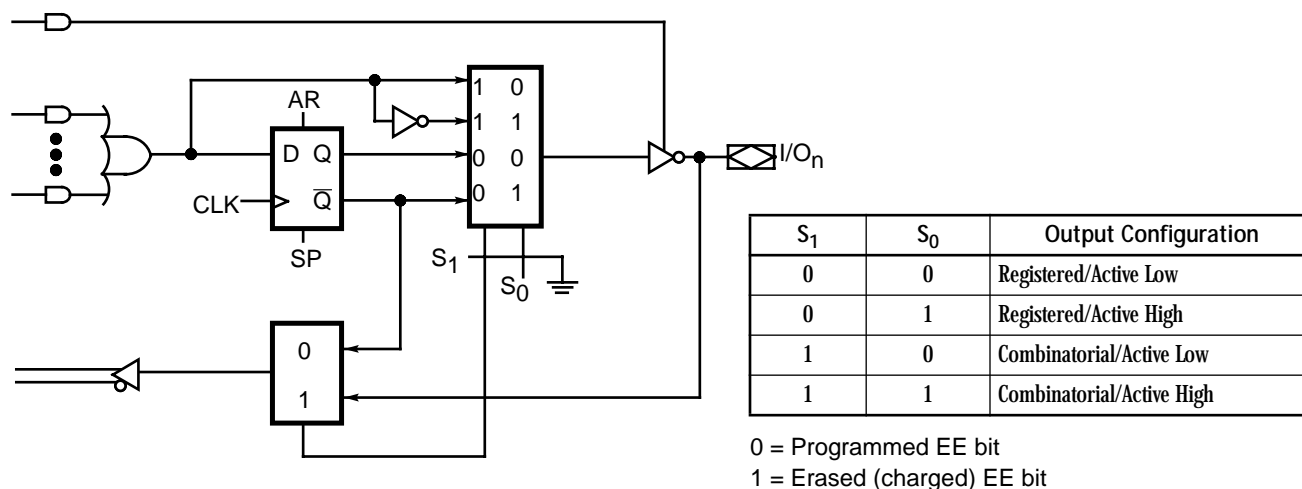 AR
D Q
CLK Q̅
SP
1 0
1 1
0 0
0 1
S1
S0
I/On
0
1
S1 S0 Output Configuration
0 0 Registered/Active Low
0 1 Registered/Active High
1 0 Combinatorial/Active Low
1 1 Combinatorial/Active High
0 = Programmed EE bit
1 = Erased (charged) EE bit